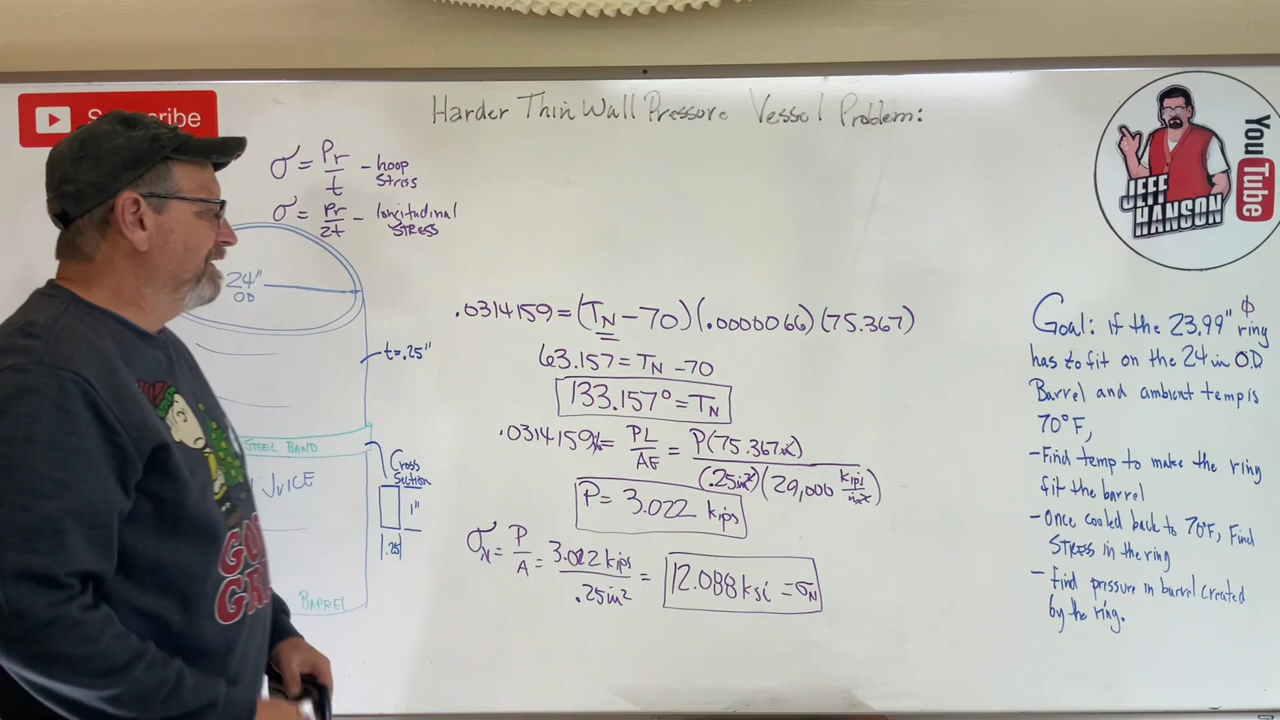 Harder Thin Wall Pressure Vessel Problem:
σ = Pr/t - hoop Stress
σ = Pr/2t - longitudinal STRESS
24"
OD
t=.25"
STEEL BAND
JUICE
Cross
Section
1"
.25
BARREL
.0314159 = (TN - 70)(.0000066)(75.367)
63.157 = TN - 70
133.157° = TN
.0314159 in = PL/AE = P(75.367 in)/(.25in²)(29,000 kips/in²)
P = 3.022 kips
σN = P/A = 3.022 kips/.25in² = 12.088 ksi = σN
Goal: if the 23.99" ϕ ring
has to fit on the 24 in O.D
Barrel and ambient temp is
70°F,
- Find temp to make the ring
fit the barrel
- Once cooled back to 70°F, Find
STRESS in the ring
- Find pressure in barrel created
by the ring.
JEFF
HANSON
YouTube
GO
GR